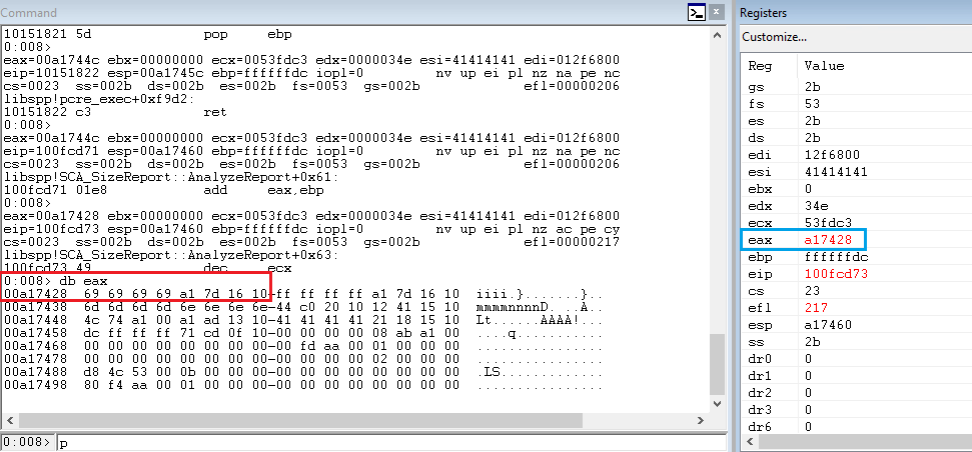 Command
10151821 5d              pop     ebp
0:008>
eax=00a1744c ebx=00000000 ecx=0053fdc3 edx=0000034e esi=41414141 edi=012f6800
eip=10151822 esp=00a1745c ebp=ffffffdc iopl=0         nv up ei pl nz na pe nc
cs=0023  ss=002b  ds=002b  es=002b  fs=0053  gs=002b             efl=00000206
libspp!pcre_exec+0xf9d2:
10151822 c3              ret
0:008>
eax=00a1744c ebx=00000000 ecx=0053fdc3 edx=0000034e esi=41414141 edi=012f6800
eip=100fcd71 esp=00a17460 ebp=ffffffdc iopl=0         nv up ei pl nz na pe nc
cs=0023  ss=002b  ds=002b  es=002b  fs=0053  gs=002b             efl=00000206
libspp!SCA_SizeReport::AnalyzeReport+0x61:
100fcd71 01e8            add     eax,ebp
0:008>
eax=00a17428 ebx=00000000 ecx=0053fdc3 edx=0000034e esi=41414141 edi=012f6800
eip=100fcd73 esp=00a17460 ebp=ffffffdc iopl=0         nv up ei pl nz ac pe cy
cs=0023  ss=002b  ds=002b  es=002b  fs=0053  gs=002b             efl=00000217
libspp!SCA_SizeReport::AnalyzeReport+0x63:
100fcd73 49              dec     ecx
0:008> db eax
00a17428  69 69 69 69 a1 7d 16 10-ff ff ff ff a1 7d 16 10  iiii.}.......}..
00a17438  6d 6d 6d 6d 6e 6e 6e 6e-44 c0 20 10 12 41 15 10  mmmmnnnnD. ..A..
00a17448  4c 74 a1 00 a1 ad 13 10-41 41 41 41 21 18 15 10  Lt......AAAA!...
00a17458  dc ff ff ff 71 cd 0f 10-00 00 00 00 08 ab a1 00  ....q...........
00a17468  00 00 00 00 00 00 00 00-00 fd aa 00 01 00 00 00  ................
00a17478  00 00 00 00 00 00 00 00-00 00 00 00 02 00 00 00  ................
00a17488  d8 4c 53 00 0b 00 00 00-00 00 00 00 00 00 00 00  .LS.............
00a17498  80 f4 aa 00 01 00 00 00-00 00 00 00 00 00 00 00  ................
0:008> p
Registers
Customize...
Reg Value
gs 2b
fs 53
es 2b
ds 2b
edi 12f6800
esi 41414141
ebx 0
edx 34e
ecx 53fdc3
eax a17428
ebp ffffffdc
eip 100fcd73
cs 23
efl 217
esp a17460
ss 2b
dr0 0
dr1 0
dr2 0
dr3 0
dr6 0